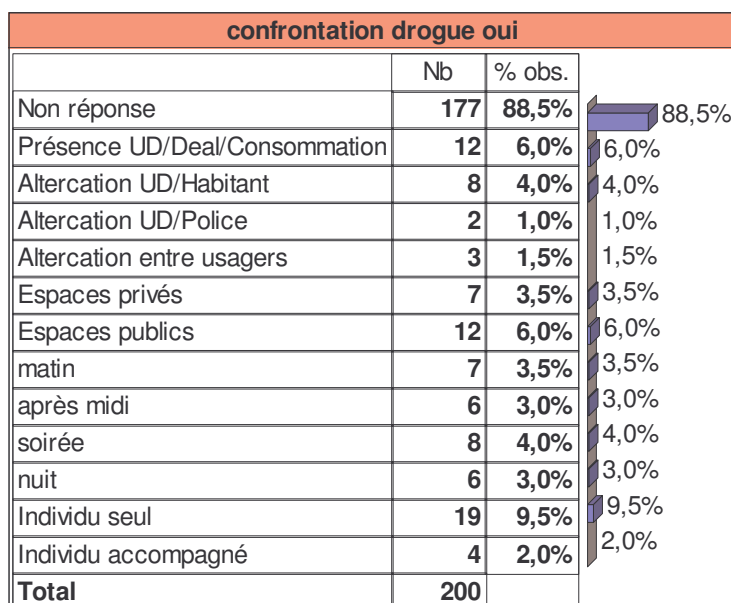 confrontation drogue oui
Nb % obs.
Non réponse 177 88,5% 88,5%
Présence UD/Deal/Consommation 12 6,0% 6,0%
Altercation UD/Habitant 8 4,0% 4,0%
Altercation UD/Police 2 1,0% 1,0%
Altercation entre usagers 3 1,5% 1,5%
Espaces privés 7 3,5% 3,5%
Espaces publics 12 6,0% 6,0%
matin 7 3,5% 3,5%
après midi 6 3,0% 3,0%
soirée 8 4,0% 4,0%
nuit 6 3,0% 3,0%
Individu seul 19 9,5% 9,5%
Individu accompagné 4 2,0% 2,0%
Total 200